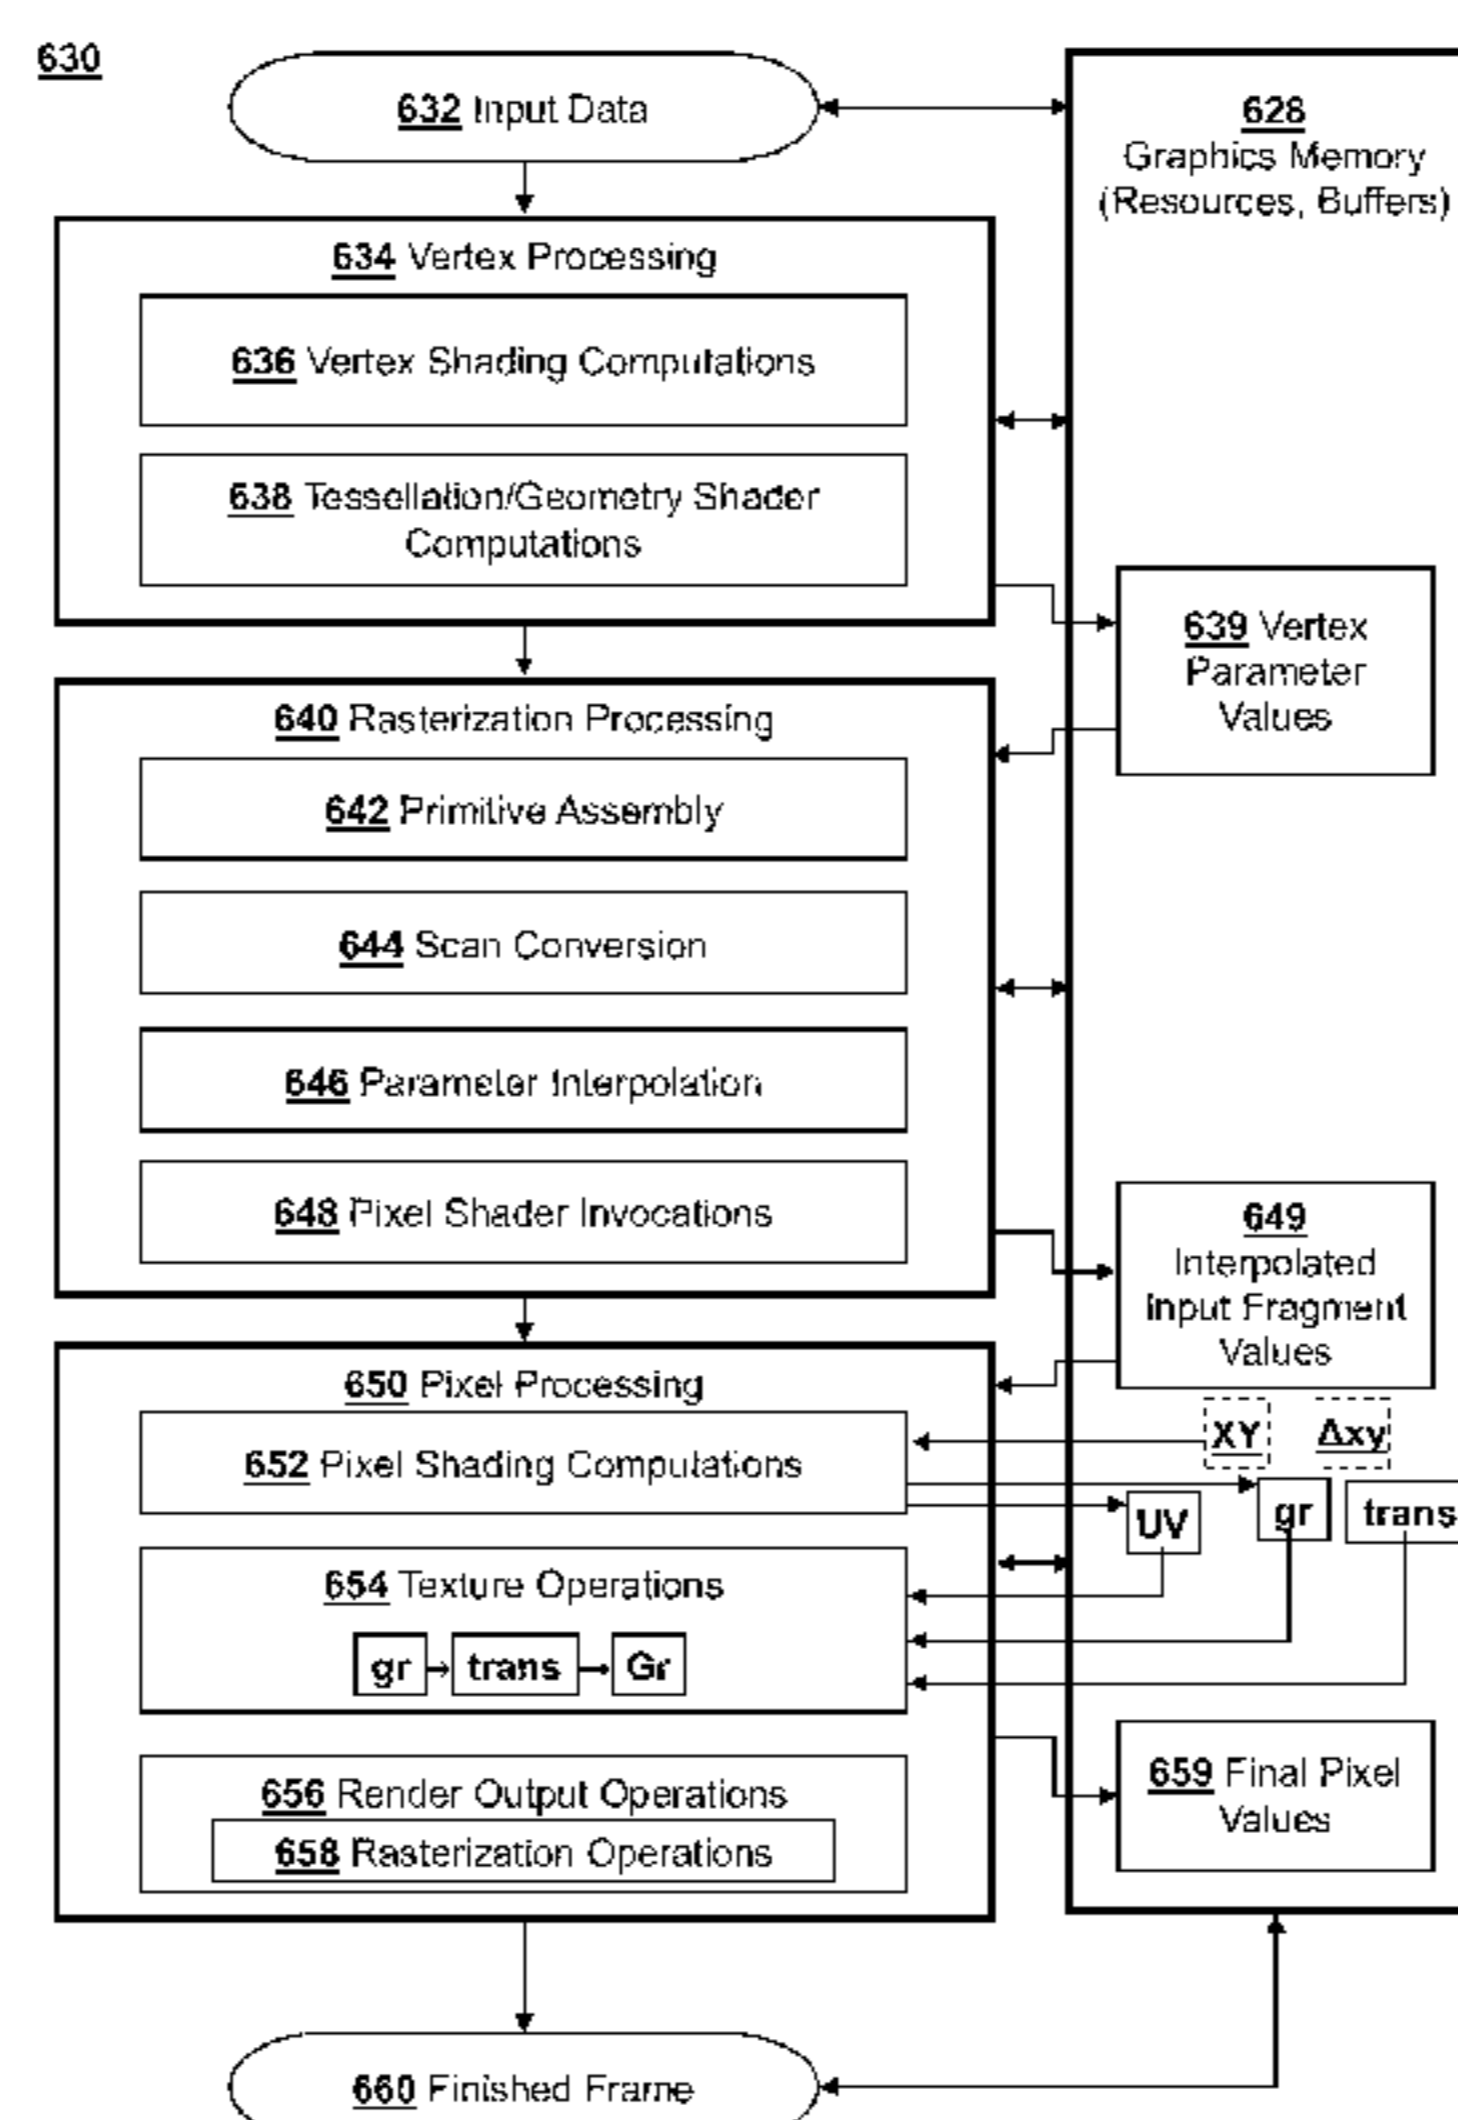 630
632 Input Data
628
Graphics Memory
(Resources, Buffers)
634 Vertex Processing
636 Vertex Shading Computations
638 Tessellation/Geometry Shader
Computations
639 Vertex
Parameter
Values
640 Rasterization Processing
642 Primitive Assembly
644 Scan Conversion
646 Parameter Interpolation
648 Pixel Shader Invocations
649
Interpolated
Input Fragment
Values
650 Pixel Processing
XY
Δxy
652 Pixel Shading Computations
UV
gr
trans
654 Texture Operations
gr
trans
Gr
656 Render Output Operations
658 Rasterization Operations
659 Final Pixel
Values
660 Finished Frame